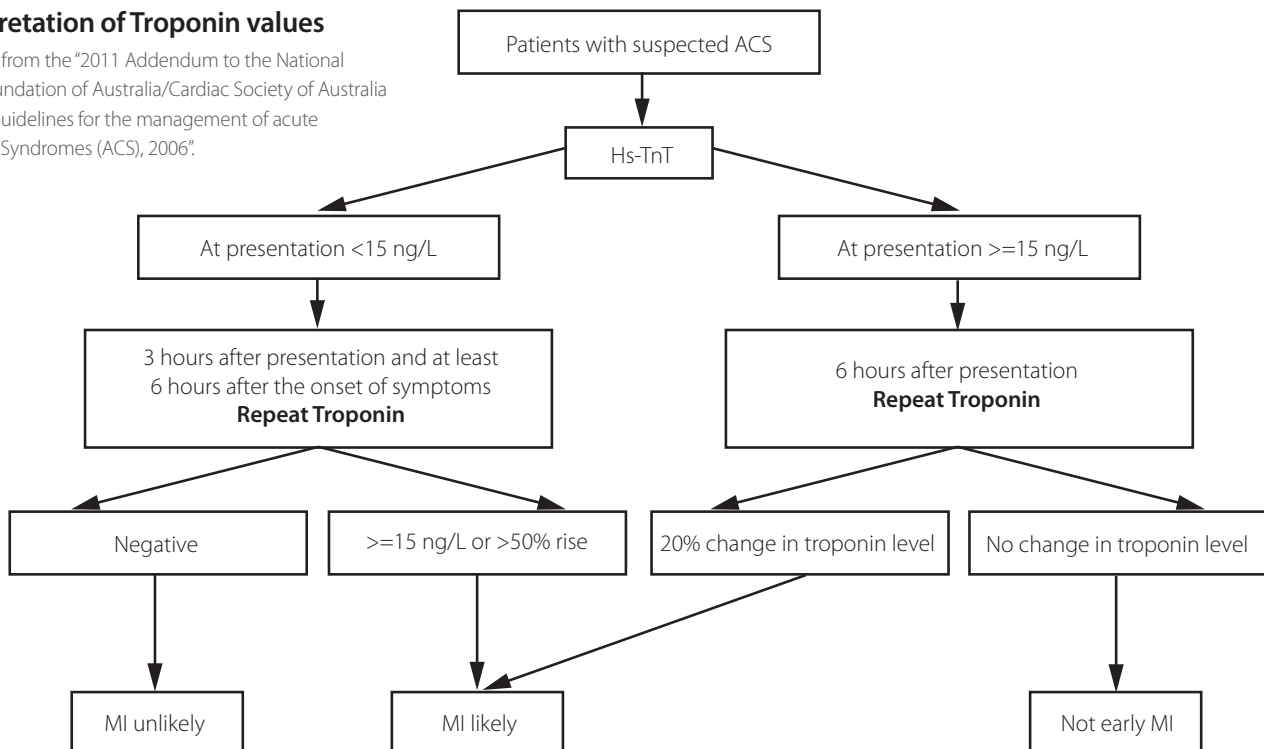 retation of Troponin values
from the “2011 Addendum to the National
undation of Australia/Cardiac Society of Australia
uidelines for the management of acute
Syndromes (ACS), 2006”.
Patients with suspected ACS
Hs-TnT
At presentation <15 ng/L
At presentation >=15 ng/L
3 hours after presentation and at least
6 hours after the onset of symptoms
Repeat Troponin
6 hours after presentation
Repeat Troponin
Negative
>=15 ng/L or >50% rise
20% change in troponin level
No change in troponin level
MI unlikely
MI likely
Not early MI